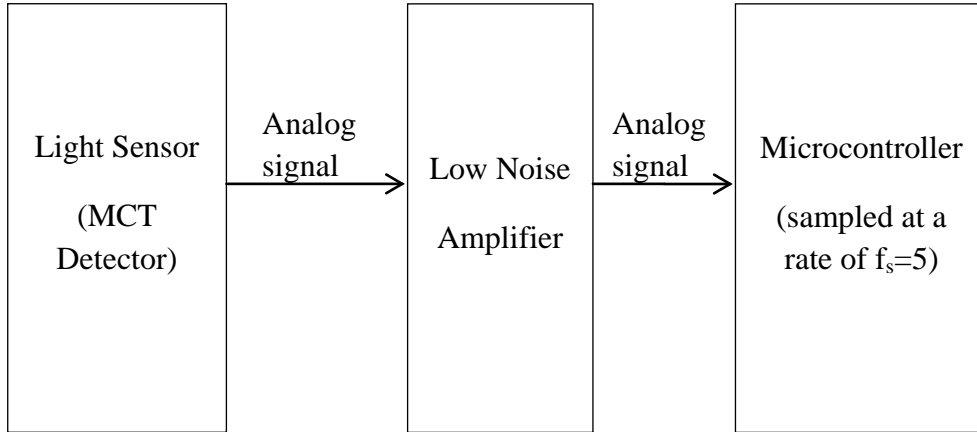 Light Sensor
(MCT
Detector)
Analog
signal
Low Noise
Amplifier
Analog
signal
Microcontroller
(sampled at a
rate of fₛ=5)